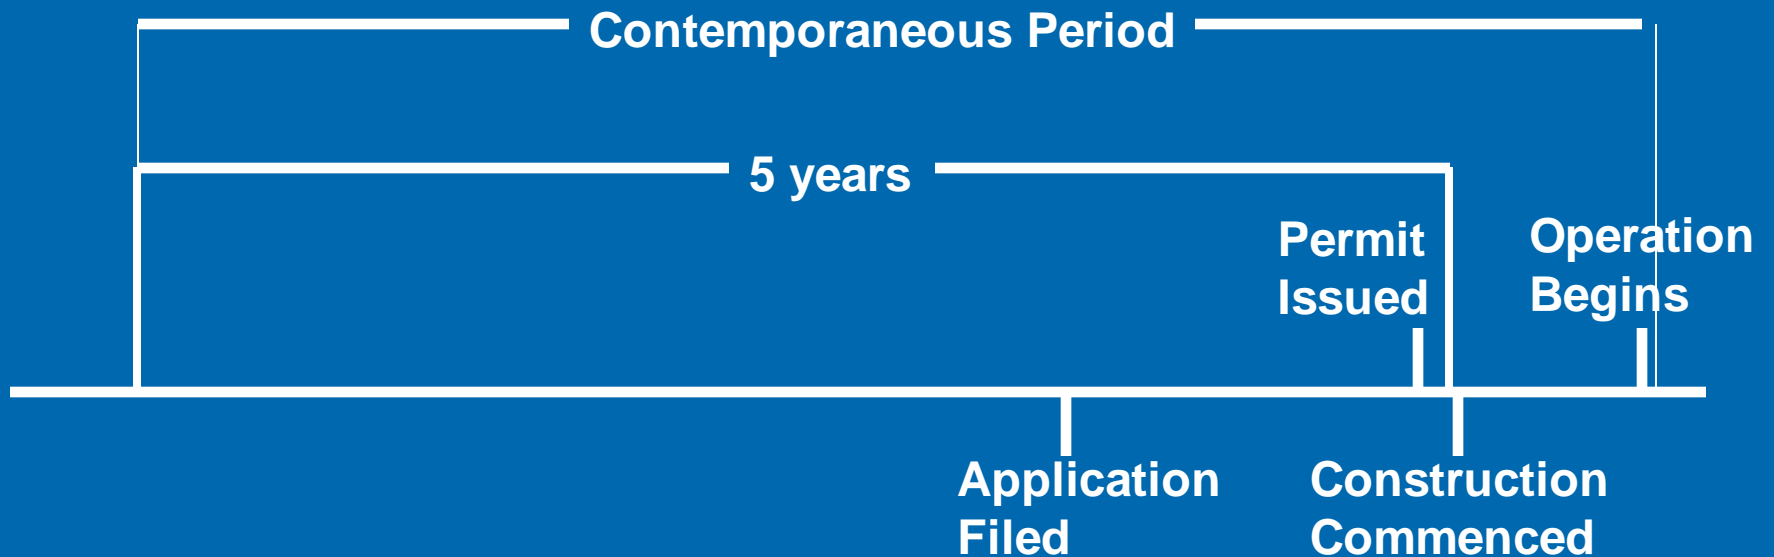 Contemporaneous Period
5 years
Permit
Issued
Operation
Begins
Application
Filed
Construction
Commenced